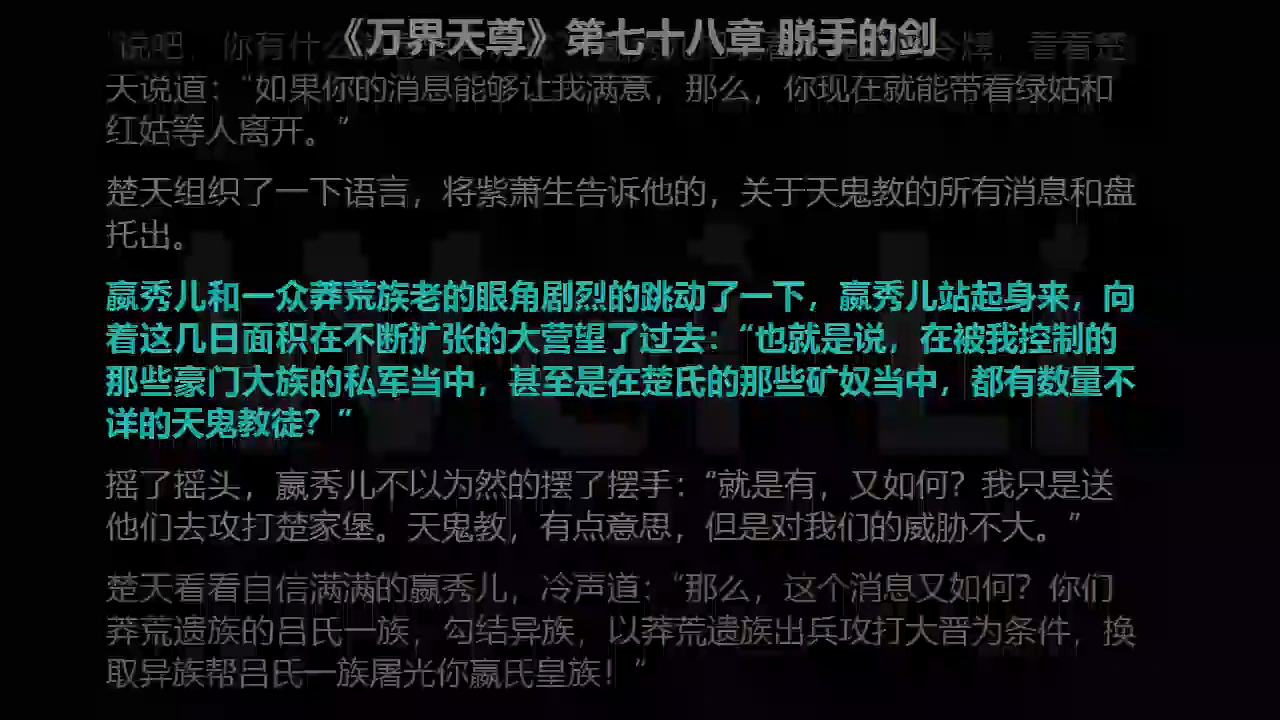 《万界天尊》第七十八章 脱手的剑
"说吧，你有什么 令牌，看看楚
天说道："如果你的消息能够让我满意，那么，你现在就能带着绿姑和
红姑等人离开。"
楚天组织了一下语言，将紫萧生告诉他的，关于天鬼教的所有消息和盘
托出。
嬴秀儿和一众莽荒族老的眼角剧烈的跳动了一下，嬴秀儿站起身来，向
着这几日面积在不断扩张的大营望了过去："也就是说，在被我控制的
那些豪门大族的私军当中，甚至是在楚氏的那些矿奴当中，都有数量不
详的天鬼教徒？"
摇了摇头，嬴秀儿不以为然的摆了摆手："就是有，又如何？我只是送
他们去攻打楚家堡。天鬼教，有点意思，但是对我们的威胁不大。"
楚天看看自信满满的嬴秀儿，冷声道："那么，这个消息又如何？你们
莽荒遗族的吕氏一族，勾结异族，以莽荒遗族出兵攻打大晋为条件，换
取异族帮吕氏一族屠光你嬴氏皇族！"